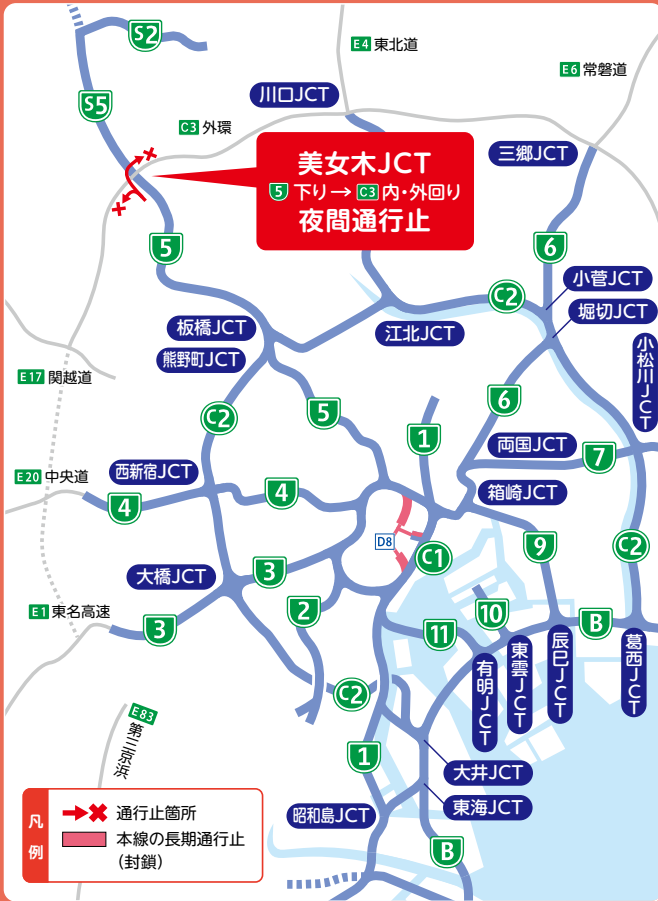 S2
E4 東北道
E6 常磐道
川口JCT
S5
C3 外環
三郷JCT
美女木JCT
5 下り→ C3 内・外回り
夜間通行止
5
6
小菅JCT
C2
堀切JCT
板橋JCT
江北JCT
熊野町JCT
小松川JCT
E17 関越道
6
5
C2
1
両国JCT
7
西新宿JCT
E20 中央道
4
4
箱崎JCT
D8
9
C2
C1
大橋JCT
3
2
10
E1 東名高速
3
11
B
有明JCT
東雲JCT
辰巳JCT
葛西JCT
C2
E83 第三京浜
1
大井JCT
昭和島JCT
東海JCT
B
凡例
通行止箇所
本線の長期通行止
(封鎖)